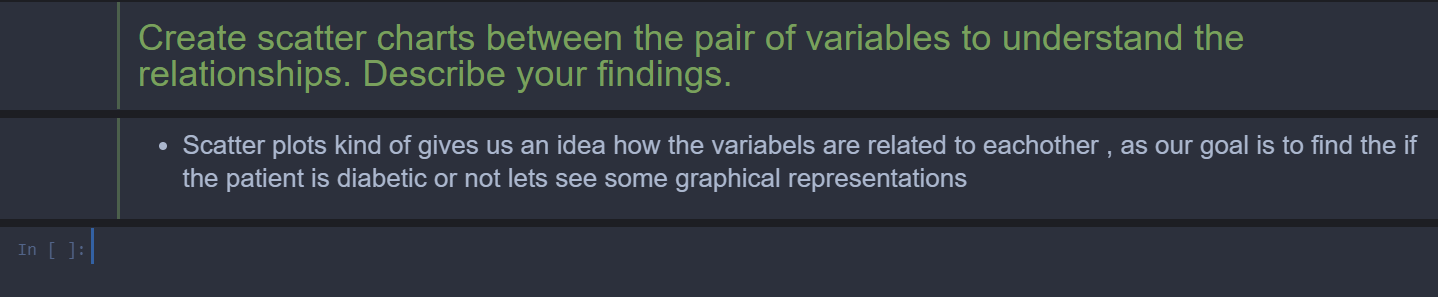 Create scatter charts between the pair of variables to understand the
relationships. Describe your findings.
• Scatter plots kind of gives us an idea how the variabels are related to eachother , as our goal is to find the if
the patient is diabetic or not lets see some graphical representations
In [ ]: